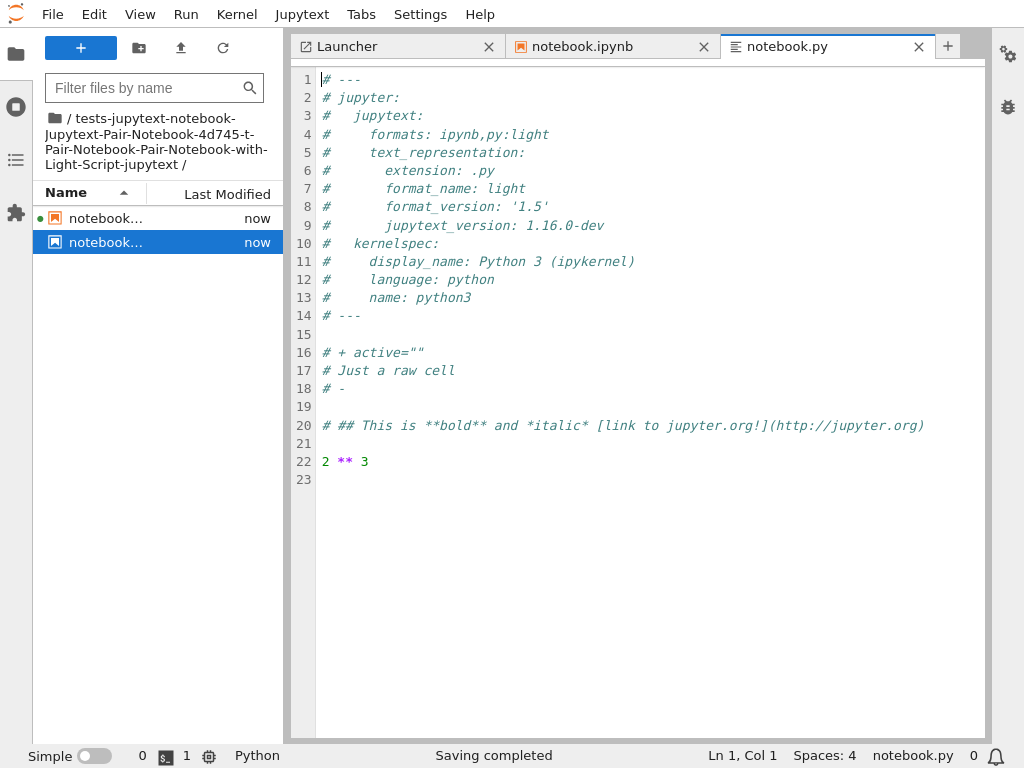 File Edit View Run Kernel Jupytext Tabs Settings Help
Filter files by name
/ tests-jupytext-notebook-
Jupytext-Pair-Notebook-4d745-t-
Pair-Notebook-Pair-Notebook-with-
Light-Script-jupytext /
Name Last Modified
notebook… now
notebook… now
Launcher notebook.ipynb notebook.py
1 # ---
2 # jupyter:
3 #   jupytext:
4 #     formats: ipynb,py:light
5 #     text_representation:
6 #       extension: .py
7 #       format_name: light
8 #       format_version: '1.5'
9 #       jupytext_version: 1.16.0-dev
10 #   kernelspec:
11 #     display_name: Python 3 (ipykernel)
12 #     language: python
13 #     name: python3
14 # ---
15
16 # + active=""
17 # Just a raw cell
18 # -
19
20 # ## This is **bold** and *italic* [link to jupyter.org!](http://jupyter.org)
21
22 2 ** 3
23
Simple 0 $_ 1 Python Saving completed Ln 1, Col 1 Spaces: 4 notebook.py 0